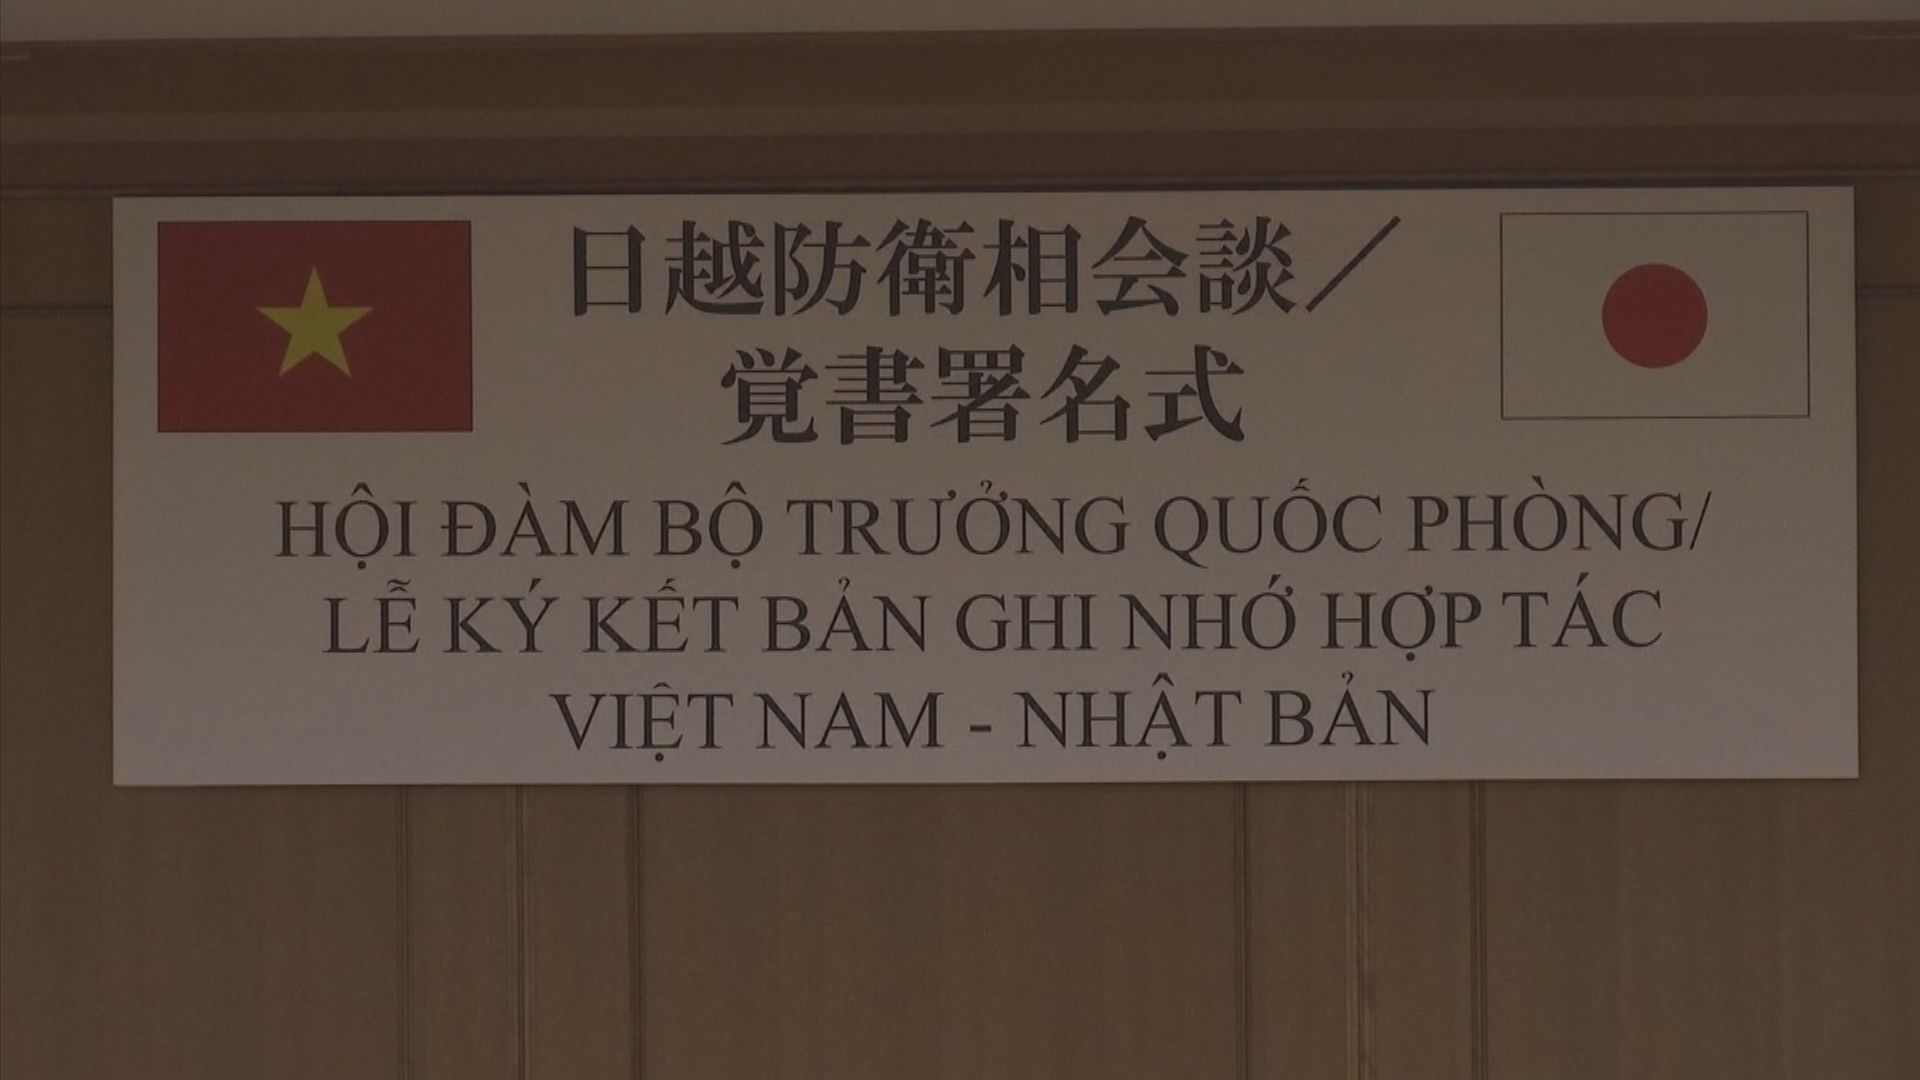 日越防衛相会談／
覚書署名式
HỘI ĐÀM BỘ TRƯỞNG QUỐC PHÒNG/
LỄ KÝ KẾT BẢN GHI NHỚ HỢP TÁC
VIỆT NAM - NHẬT BẢN